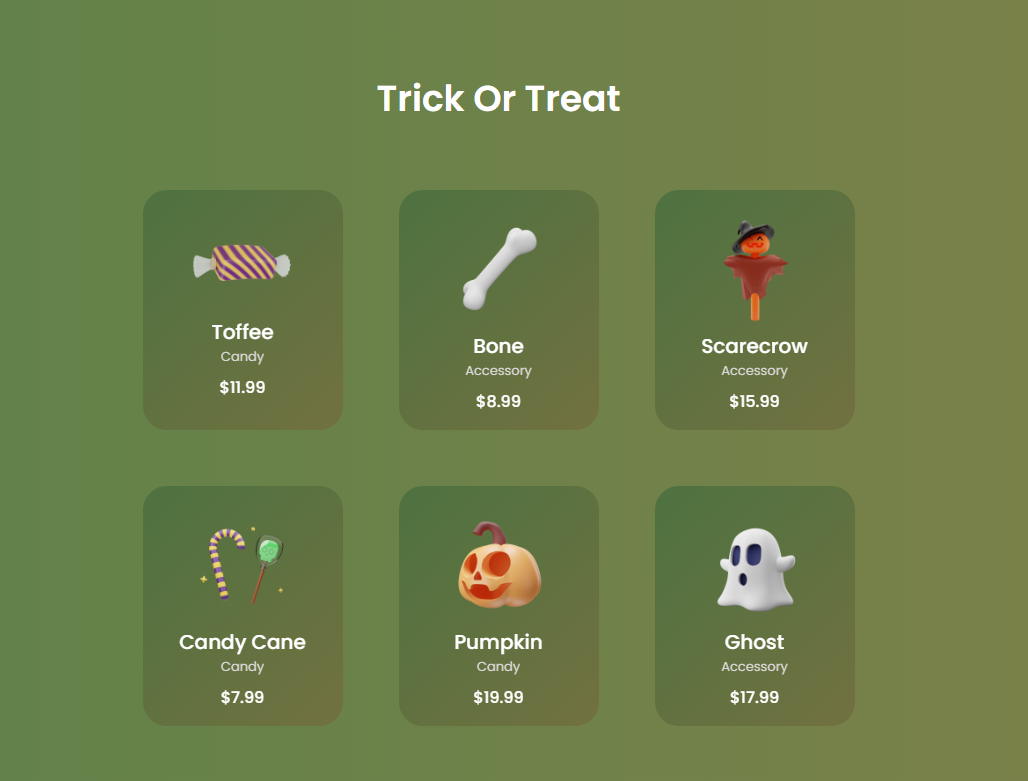 Trick Or Treat
Toffee
Candy
$11.99
Bone
Accessory
$8.99
Scarecrow
Accessory
$15.99
Candy Cane
Candy
$7.99
Pumpkin
Candy
$19.99
Ghost
Accessory
$17.99